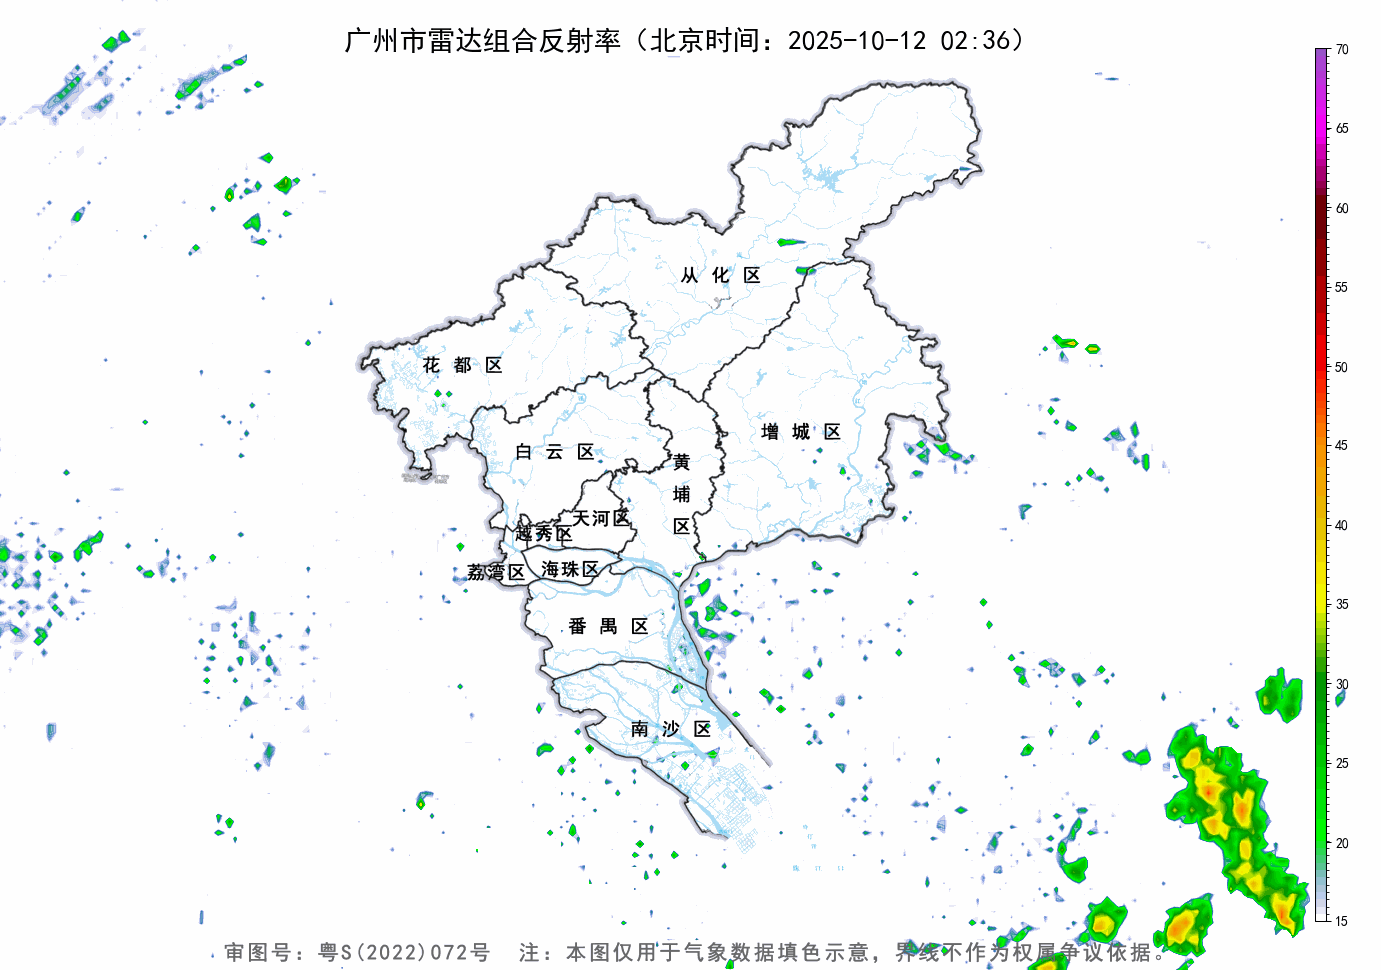 广州市雷达组合反射率（北京时间：2025-10-12 02:36）
70
65
60
55
50
45
40
35
30
25
20
15
从化区
花都区
增城区
白云区
黄埔区
天河区
越秀区
荔湾区
海珠区
番禺区
南沙区
审图号：粤S(2022)072号 注：本图仅用于气象数据填色示意，界线不作为权属争议依据。